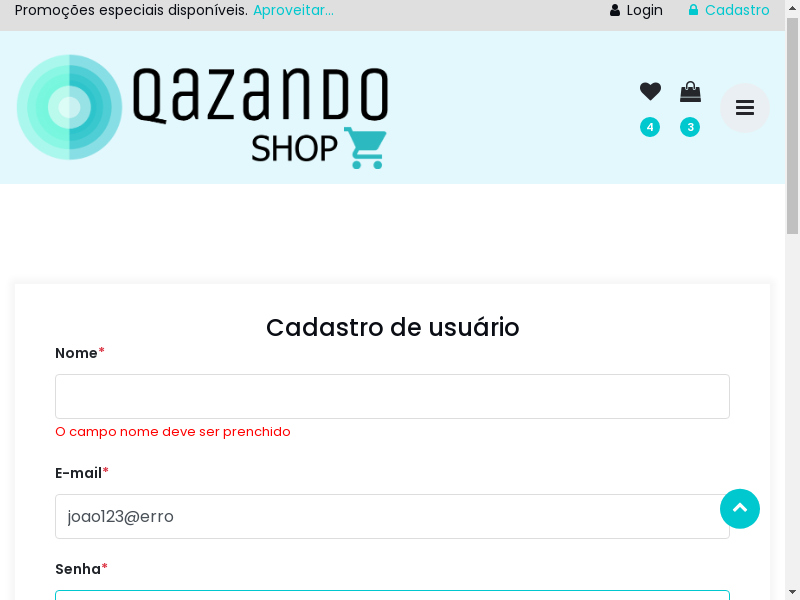 Promoções especiais disponíveis. Aproveitar...
Login
Cadastro
QAZANDO
SHOP
4
3
Cadastro de usuário
Nome*
O campo nome deve ser prenchido
E-mail*
joao123@erro
Senha*